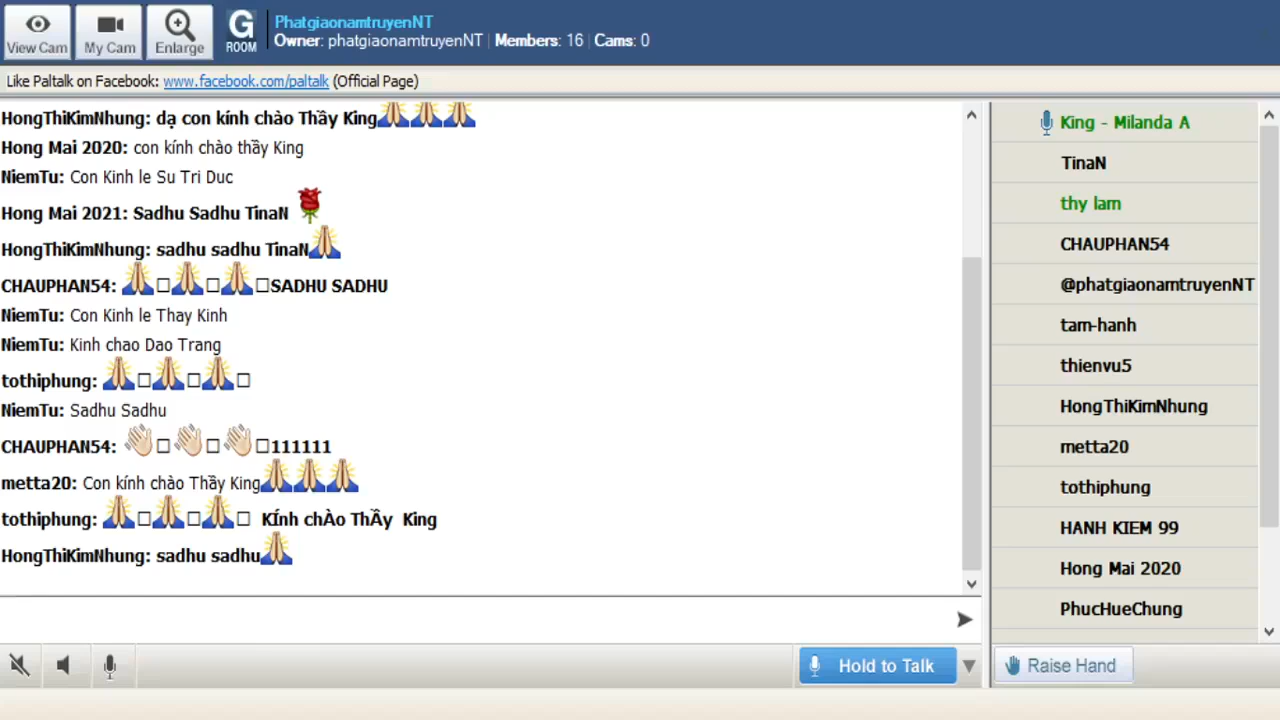 View Cam
My Cam
Enlarge
G
ROOM
PhatgiaonamtruyenNT
Owner: phatgiaonamtruyenNT | Members: 16 | Cams: 0
Like Paltalk on Facebook: www.facebook.com/paltalk (Official Page)
HongThiKimNhung: dạ con kính chào Thầy King🙏🙏🙏
Hong Mai 2020: con kính chào thầy King
NiemTu: Con Kinh le Su Tri Duc
Hong Mai 2021: Sadhu Sadhu TinaN 🌹
HongThiKimNhung: sadhu sadhu TinaN🙏
CHAUPHAN54: 🙏□🙏□🙏□SADHU SADHU
NiemTu: Con Kinh le Thay Kinh
NiemTu: Kinh chao Dao Trang
tothiphung: 🙏□🙏□🙏□
NiemTu: Sadhu Sadhu
CHAUPHAN54: 👋□👋□👋□111111
metta20: Con kính chào Thầy King🙏🙏🙏
tothiphung: 🙏□🙏□🙏□ KÍnh chÀo ThẦy King
HongThiKimNhung: sadhu sadhu🙏
King - Milanda A
TinaN
thy lam
CHAUPHAN54
@phatgiaonamtruyenNT
tam-hanh
thienvu5
HongThiKimNhung
metta20
tothiphung
HANH KIEM 99
Hong Mai 2020
PhucHueChung
Hold to Talk
Raise Hand